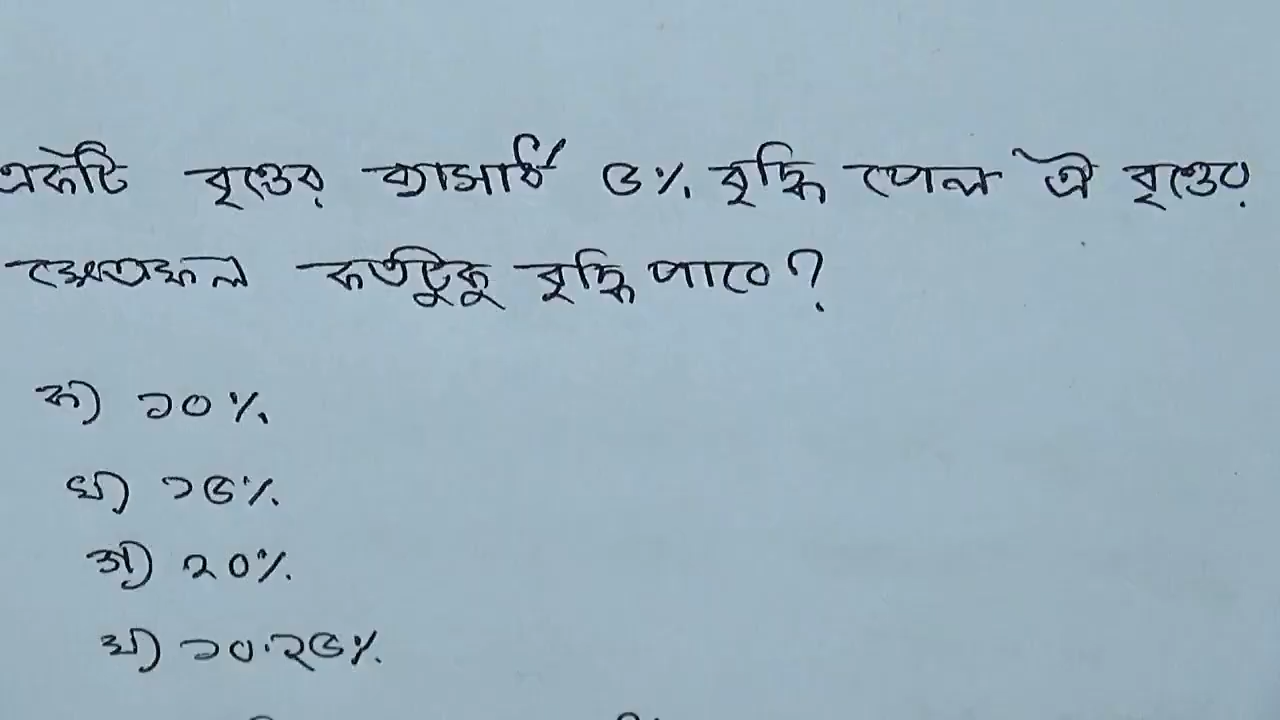 একটি বৃত্তের ব্যাসার্ধ ৫% বৃদ্ধি পেলে ঐ বৃত্তের
ক্ষেত্রফল কতটুকু বৃদ্ধি পাবে?
ক) ১০%
খ) ১৫%
গ) ২০%
ঘ) ১০.২৫%